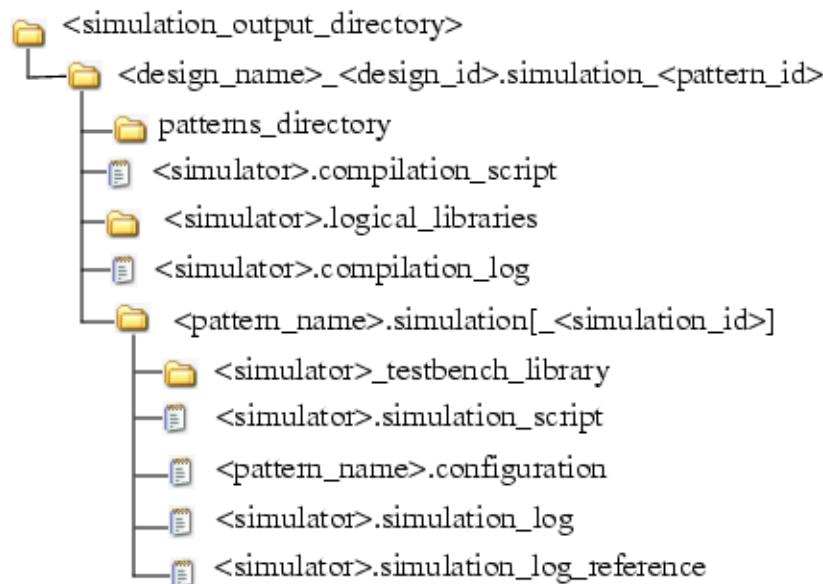 <simulation_output_directory>
<design_name>_<design_id>.simulation_<pattern_id>
patterns_directory
<simulator>.compilation_script
<simulator>.logical_libraries
<simulator>.compilation_log
<pattern_name>.simulation[_<simulation_id>]
<simulator>_testbench_library
<simulator>.simulation_script
<pattern_name>.configuration
<simulator>.simulation_log
<simulator>.simulation_log_reference